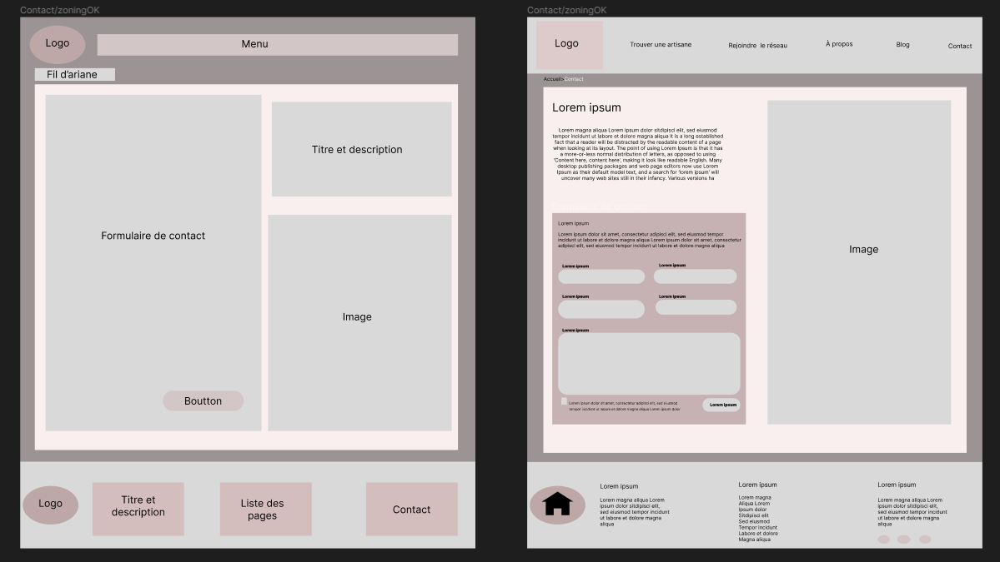 Contact/zoningOK
Logo
Menu
Fil d’ariane
Formulaire de contact
Boutton
Titre et description
Image
Logo
Titre et
description
Liste des
pages
Contact
Contact/zoningOK
Logo
Trouver une artisane
Rejoindre le réseau
À propos
Blog
Contact
Accueil>Contact
Lorem ipsum
Lorem magna aliqua Lorem ipsum dolor sitdipisci elit, sed eiusmod
tempor incidunt ut labore et dolore magna aliqua it is a long established
fact that a reader will be distracted by the readable content of a page
when looking at its layout. The point of using Lorem Ipsum is that it has
a more-or-less normal distribution of letters, as opposed to using
'Content here, content here', making it look like readable English. Many
desktop publishing packages and web page editors now use Lorem
Ipsum as their default model text, and a search for 'lorem ipsum' will
uncover many web sites still in their infancy. Various versions ha
Lorem ipsum
Lorem ipsum dolor sit amet, consectetur adipisci elit, sed eiusmod tempor
incidunt ut labore et dolore magna aliqua Lorem ipsum dolor sit amet, consectetur
adipisci elit, sed eiusmod tempor incidunt ut labore et dolore magna aliqua
Lorem ipsum
Lorem ipsum
Lorem ipsum
Lorem ipsum
Lorem ipsum
Lorem ipsum dolor sit amet, consectetur adipisci elit, sed eiusmod
tempor incidunt ut labore et dolore magna aliqua Lorem ipsum dolor
Lorem ipsum
Image
Lorem ipsum
Lorem magna aliqua Lorem
ipsum dolor sitdipisci elit,
sed eiusmod tempor incidunt
ut labore et dolore magna
aliqua
Lorem ipsum
Lorem magna
Aliqua Lorem
Ipsum dolor
Sitdipisci elit
Sed eiusmod
Tempor incidunt
Labore et dolore
Magna aliqua
Lorem ipsum
Lorem magna aliqua Lorem
ipsum dolor sitdipisci elit,
sed eiusmod tempor incidunt
ut labore et dolore magna
aliqua